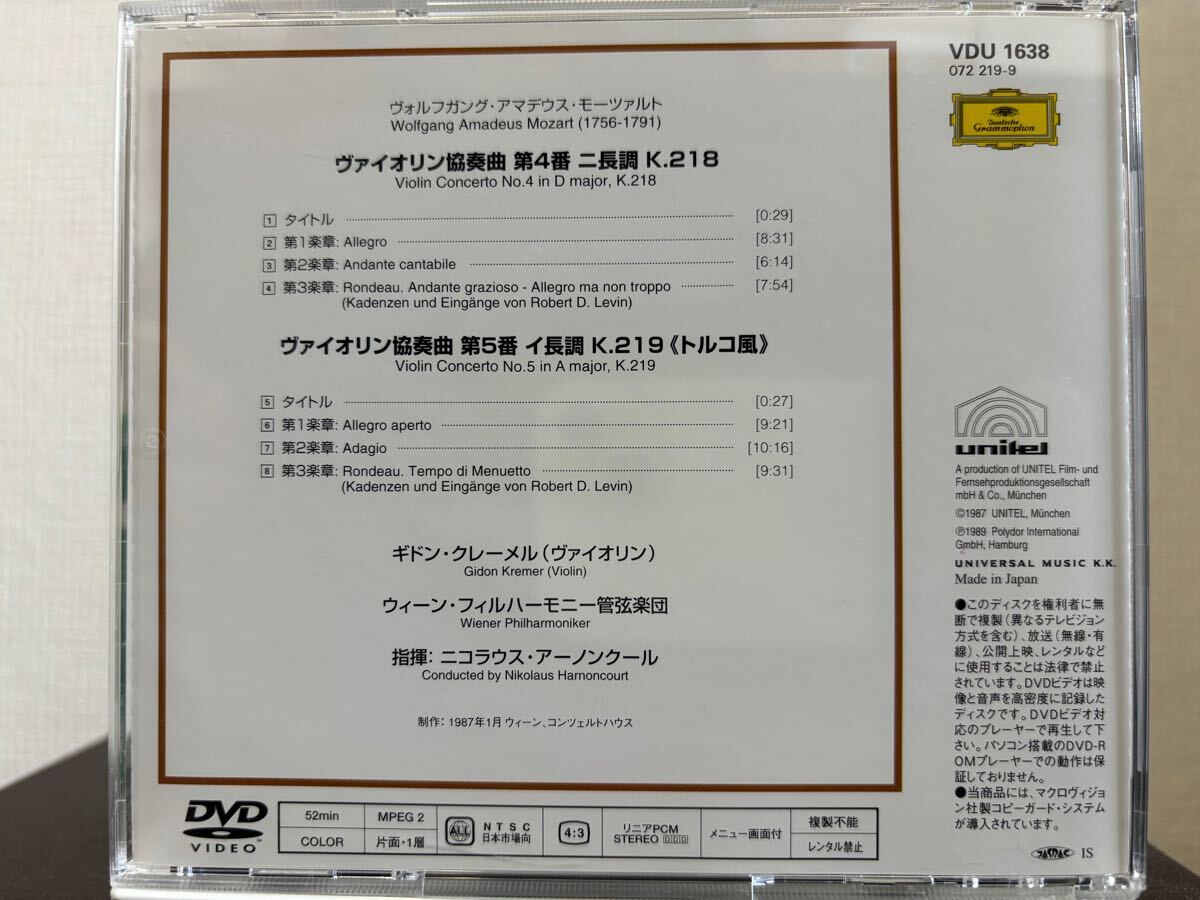 VDU 1638
072 219-9
Deutsche
Grammophon
ヴォルフガング・アマデウス・モーツァルト
Wolfgang Amadeus Mozart (1756-1791)
ヴァイオリン協奏曲 第4番 ニ長調 K.218
Violin Concerto No.4 in D major, K.218
1 タイトル [0:29]
2 第1楽章: Allegro [8:31]
3 第2楽章: Andante cantabile [6:14]
4 第3楽章: Rondeau. Andante grazioso - Allegro ma non troppo [7:54]
(Kadenzen und Eingänge von Robert D. Levin)
ヴァイオリン協奏曲 第5番 イ長調 K.219《トルコ風》
Violin Concerto No.5 in A major, K.219
5 タイトル [0:27]
6 第1楽章: Allegro aperto [9:21]
7 第2楽章: Adagio [10:16]
8 第3楽章: Rondeau. Tempo di Menuetto [9:31]
(Kadenzen und Eingänge von Robert D. Levin)
ギドン・クレーメル(ヴァイオリン)
Gidon Kremer (Violin)
ウィーン・フィルハーモニー管弦楽団
Wiener Philharmoniker
指揮: ニコラウス・アーノンクール
Conducted by Nikolaus Harnoncourt
制作: 1987年1月 ウィーン、コンツェルトハウス
unitel
A production of UNITEL Film- und
Fernsehproduktionsgesellschaft
mbH & Co., München
©1987 UNITEL, München
℗1989 Polydor International
GmbH, Hamburg
UNIVERSAL MUSIC K.K.
Made in Japan
●このディスクを権利者に無
断で複製(異なるテレビジョン
方式を含む)、放送(無線・有
線)、公開上映、レンタルなど
に使用することは法律で禁止
されています。DVDビデオは映
像と音声を高密度に記録した
ディスクです。DVDビデオ対
応のプレーヤーで再生して下
さい。パソコン搭載のDVD-R
OMプレーヤーでの動作は保
証しておりません。
●当商品には、マクロヴィジョ
ン社製コピーガード・システム
が導入されています。
JASRAC IS
DVD
VIDEO™
52min
COLOR
MPEG 2
片面・1層
ALL
NTSC
日本市場向
4:3
リニアPCM
STEREO DDD
メニュー画面付
複製不能
レンタル禁止